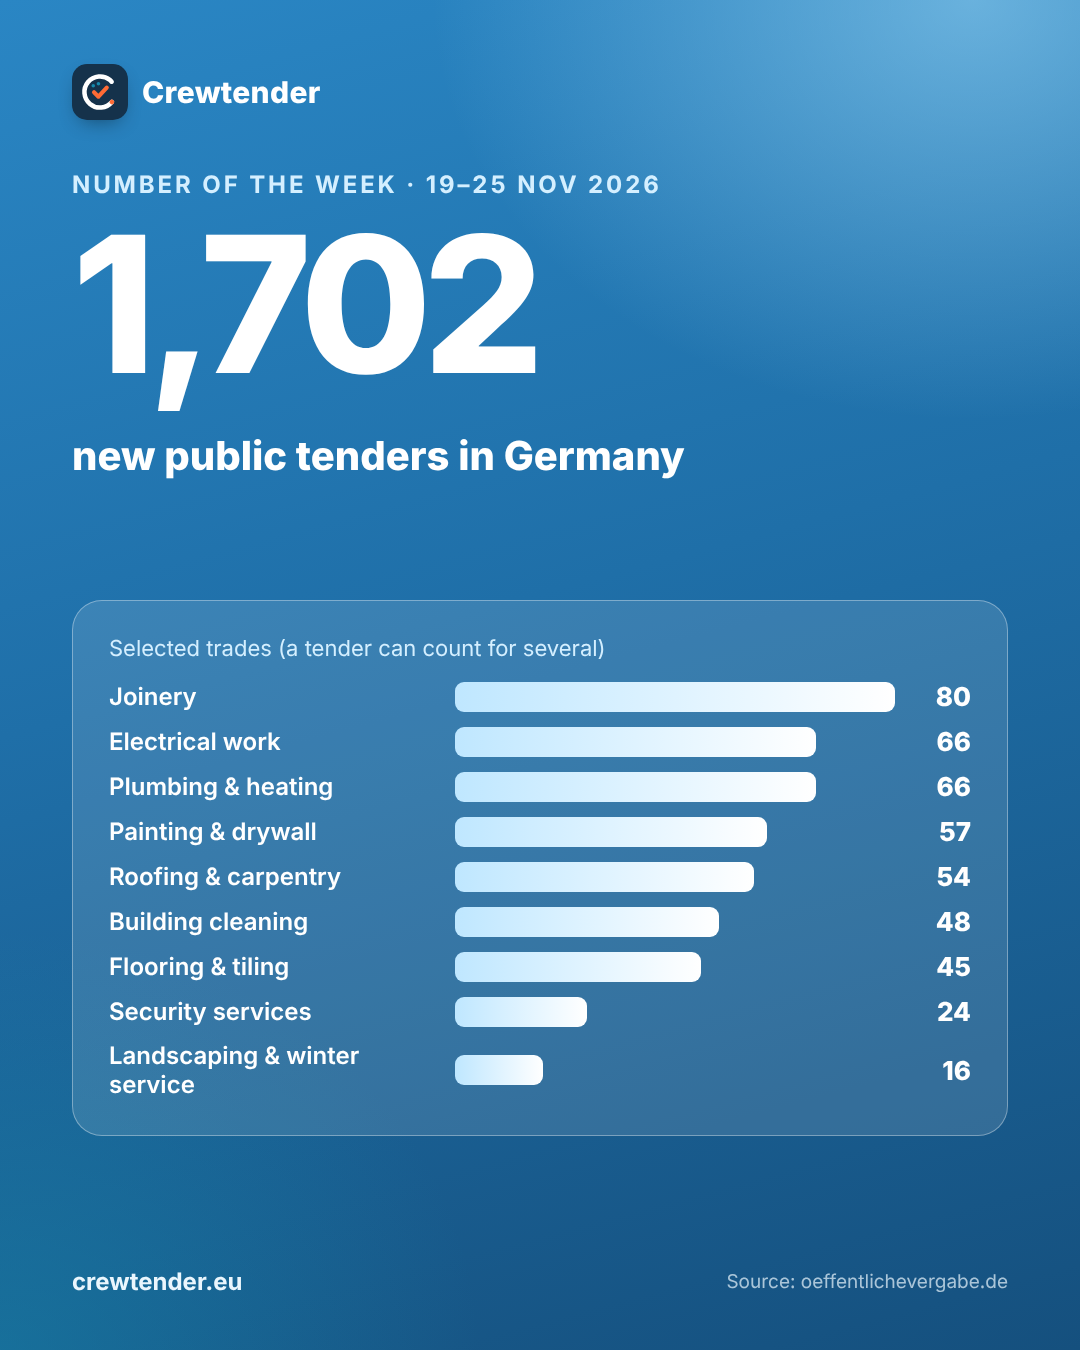 Crewtender
NUMBER OF THE WEEK · 19–25 NOV 2026
1,702
new public tenders in Germany
Selected trades (a tender can count for several)
Joinery 80
Electrical work 66
Plumbing & heating 66
Painting & drywall 57
Roofing & carpentry 54
Building cleaning 48
Flooring & tiling 45
Security services 24
Landscaping & winter
service 16
crewtender.eu
Source: oeffentlichevergabe.de